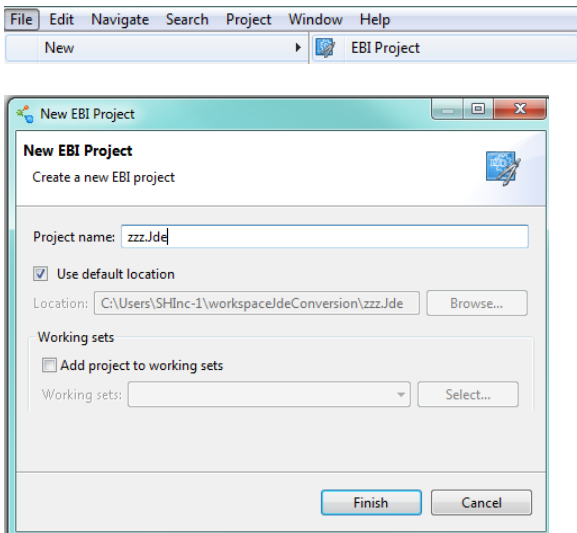 File Edit Navigate Search Project Window Help
New EBI Project
New EBI Project
New EBI Project
Create a new EBI project
Project name: zzz.Jde
Use default location
Location: C:\Users\SHInc-1\workspaceJdeConversion\zzz.Jde Browse...
Working sets
Add project to working sets
Working sets: Select...
Finish Cancel